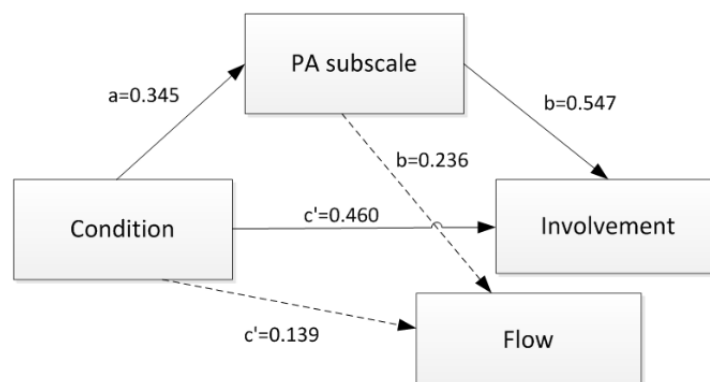 PA subscale
a=0.345
b=0.547
b=0.236
Condition
c'=0.460
Involvement
c'=0.139
Flow